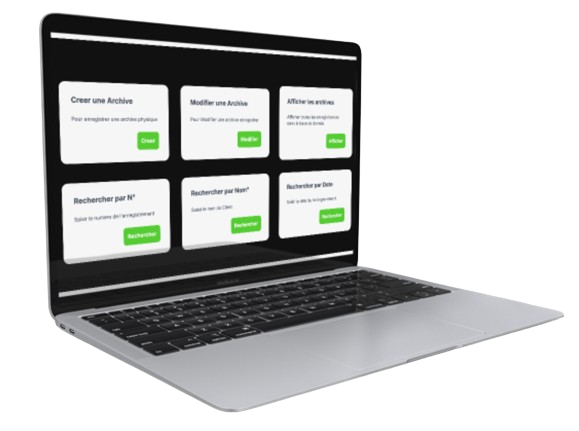 Creer une Archive
Pour enregistrer une archive physique
Creer
Modifier une Archive
Pour Modifier une archive enregistrer
Modifier
Afficher les archives
Afficher toutes les enregistrements
dans la base de donnée
Afficher
Rechercher par N°
Saisir le numero de l'enregistrement
Rechercher
Rechercher par Nom°
Saisir le nom du Client
Rechercher
Rechercher par Date
Saisir la date de l'enregistrement
Rechercher